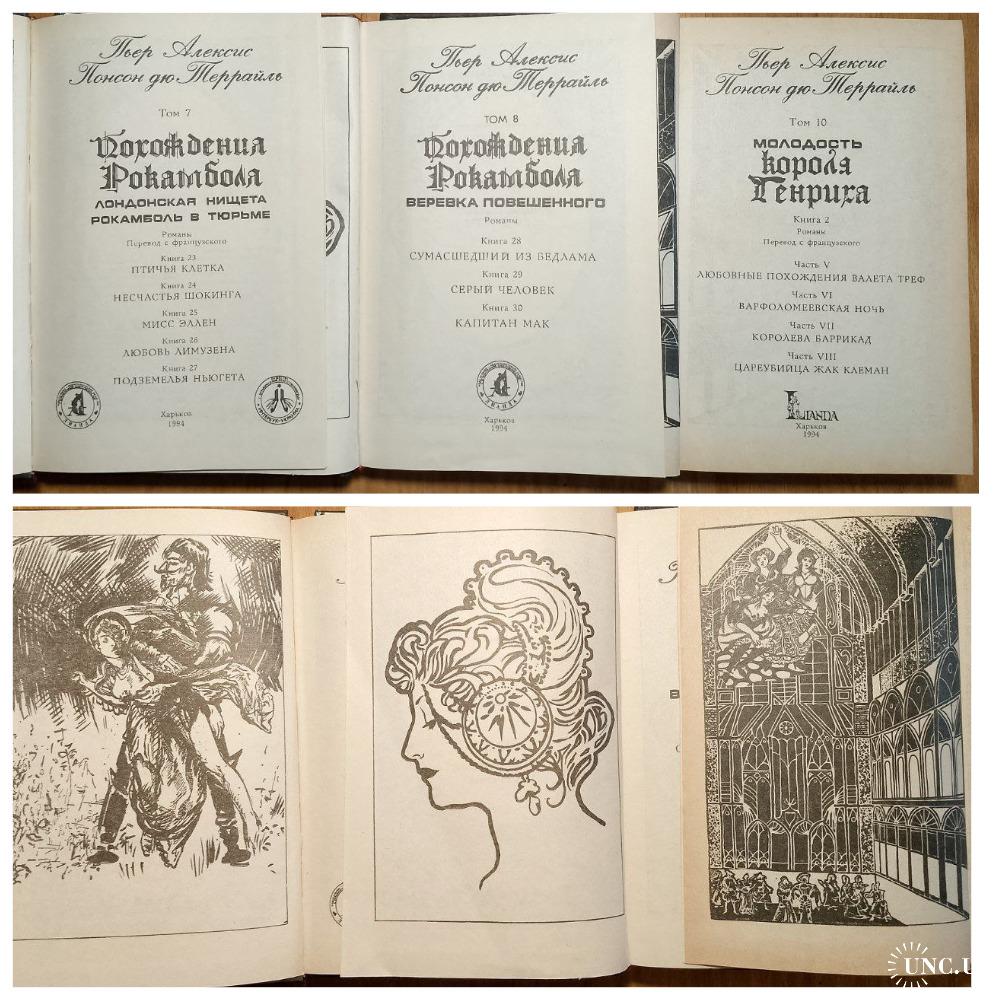 Пьер Алексис
Понсон дю Террайль
Том 7
Похождения
Рокамболя
ЛОНДОНСКАЯ НИЩЕТА
РОКАМБОЛЬ В ТЮРЬМЕ
Романы
Перевод с французского
Книга 23
ПТИЧЬЯ КЛЕТКА
Книга 24
НЕСЧАСТЬЯ ШОКИНГА
Книга 25
МИСС ЭЛЛЕН
Книга 26
ЛЮБОВЬ ЛИМУЗЕНА
Книга 27
ПОДЗЕМЕЛЬЯ НЬЮГЕТА
Харьков
1994
Пьер Алексис
Понсон дю Террайль
ТОМ 8
Похождения
Рокамболя
ВЕРЕВКА ПОВЕШЕННОГО
Романы
Книга 28
СУМАСШЕДШИЙ ИЗ БЕДЛАМА
Книга 29
СЕРЫЙ ЧЕЛОВЕК
Книга 30
КАПИТАН МАК
Харьков
1994
Пьер Алексис
Понсон дю Террайль
Том 10
МОЛОДОСТЬ
короля
Генриха
Книга 2
Романы
Перевод с французского
Часть V
ЛЮБОВНЫЕ ПОХОЖДЕНИЯ ВАЛЕТА ТРЕФ
Часть VI
ВАРФОЛОМЕЕВСКАЯ НОЧЬ
Часть VII
КОРОЛЕВА БАРРИКАД
Часть VIII
ЦАРЕУБИЙЦА ЖАК КЛЕМАН
Харьков
1994
В
UNC.U